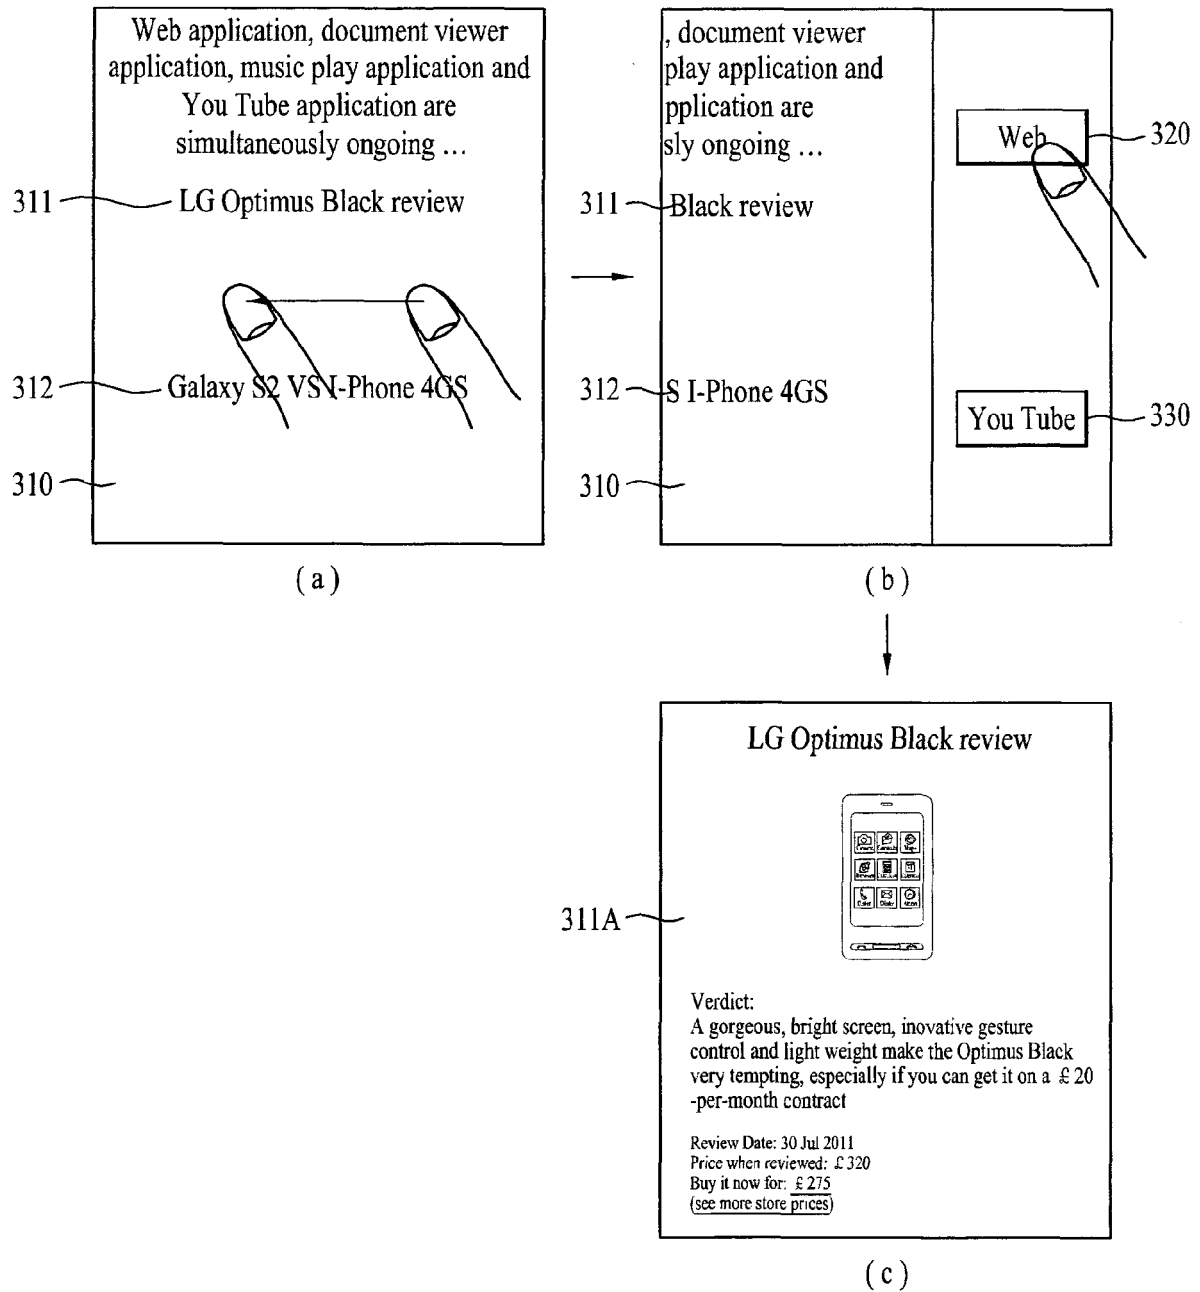 Web application, document viewer
application, music play application and
You Tube application are
simultaneously ongoing ...
311
LG Optimus Black review
312
Galaxy S2 VS I-Phone 4GS
310
( a )
, document viewer
play application and
pplication are
sly ongoing ...
Web
320
311
Black review
312
S I-Phone 4GS
You Tube
330
310
( b )
LG Optimus Black review
311A
Verdict:
A gorgeous, bright screen, inovative gesture
control and light weight make the Optimus Black
very tempting, especially if you can get it on a £ 20
-per-month contract
Review Date: 30 Jul 2011
Price when reviewed: £ 320
Buy it now for: £ 275
(see more store prices)
( c )